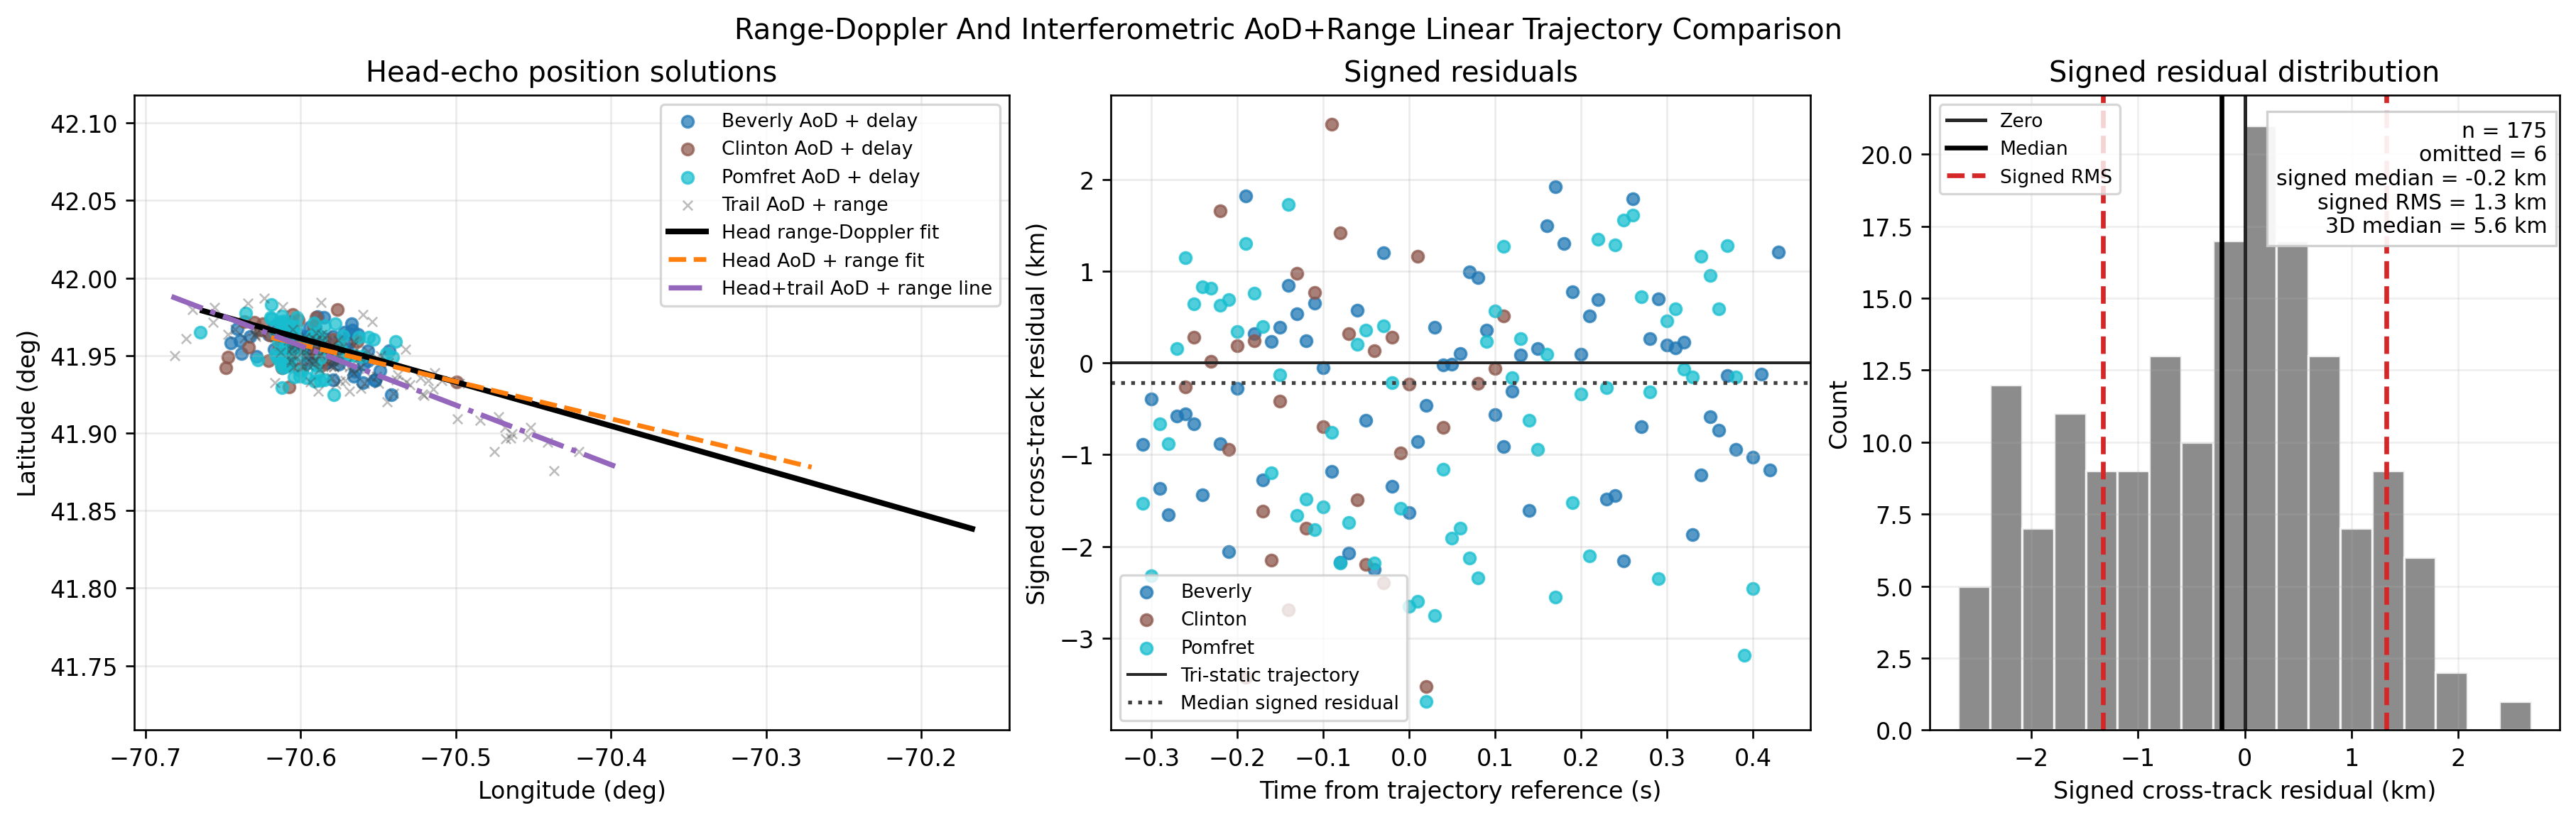 Range-Doppler And Interferometric AoD+Range Linear Trajectory Comparison
Head-echo position solutions
Latitude (deg)
42.10
42.05
42.00
41.95
41.90
41.85
41.80
41.75
Beverly AoD + delay
Clinton AoD + delay
Pomfret AoD + delay
Trail AoD + range
Head range-Doppler fit
Head AoD + range fit
Head+trail AoD + range line
−70.7 −70.6 −70.5 −70.4 −70.3 −70.2
Longitude (deg)
Signed residuals
Signed cross-track residual (km)
2
1
0
−1
−2
−3
Beverly
Clinton
Pomfret
Tri-static trajectory
Median signed residual
−0.3 −0.2 −0.1 0.0 0.1 0.2 0.3 0.4
Time from trajectory reference (s)
Signed residual distribution
Count
20.0
17.5
15.0
12.5
10.0
7.5
5.0
2.5
0.0
Zero
Median
Signed RMS
n = 175
omitted = 6
signed median = -0.2 km
signed RMS = 1.3 km
3D median = 5.6 km
−2 −1 0 1 2
Signed cross-track residual (km)